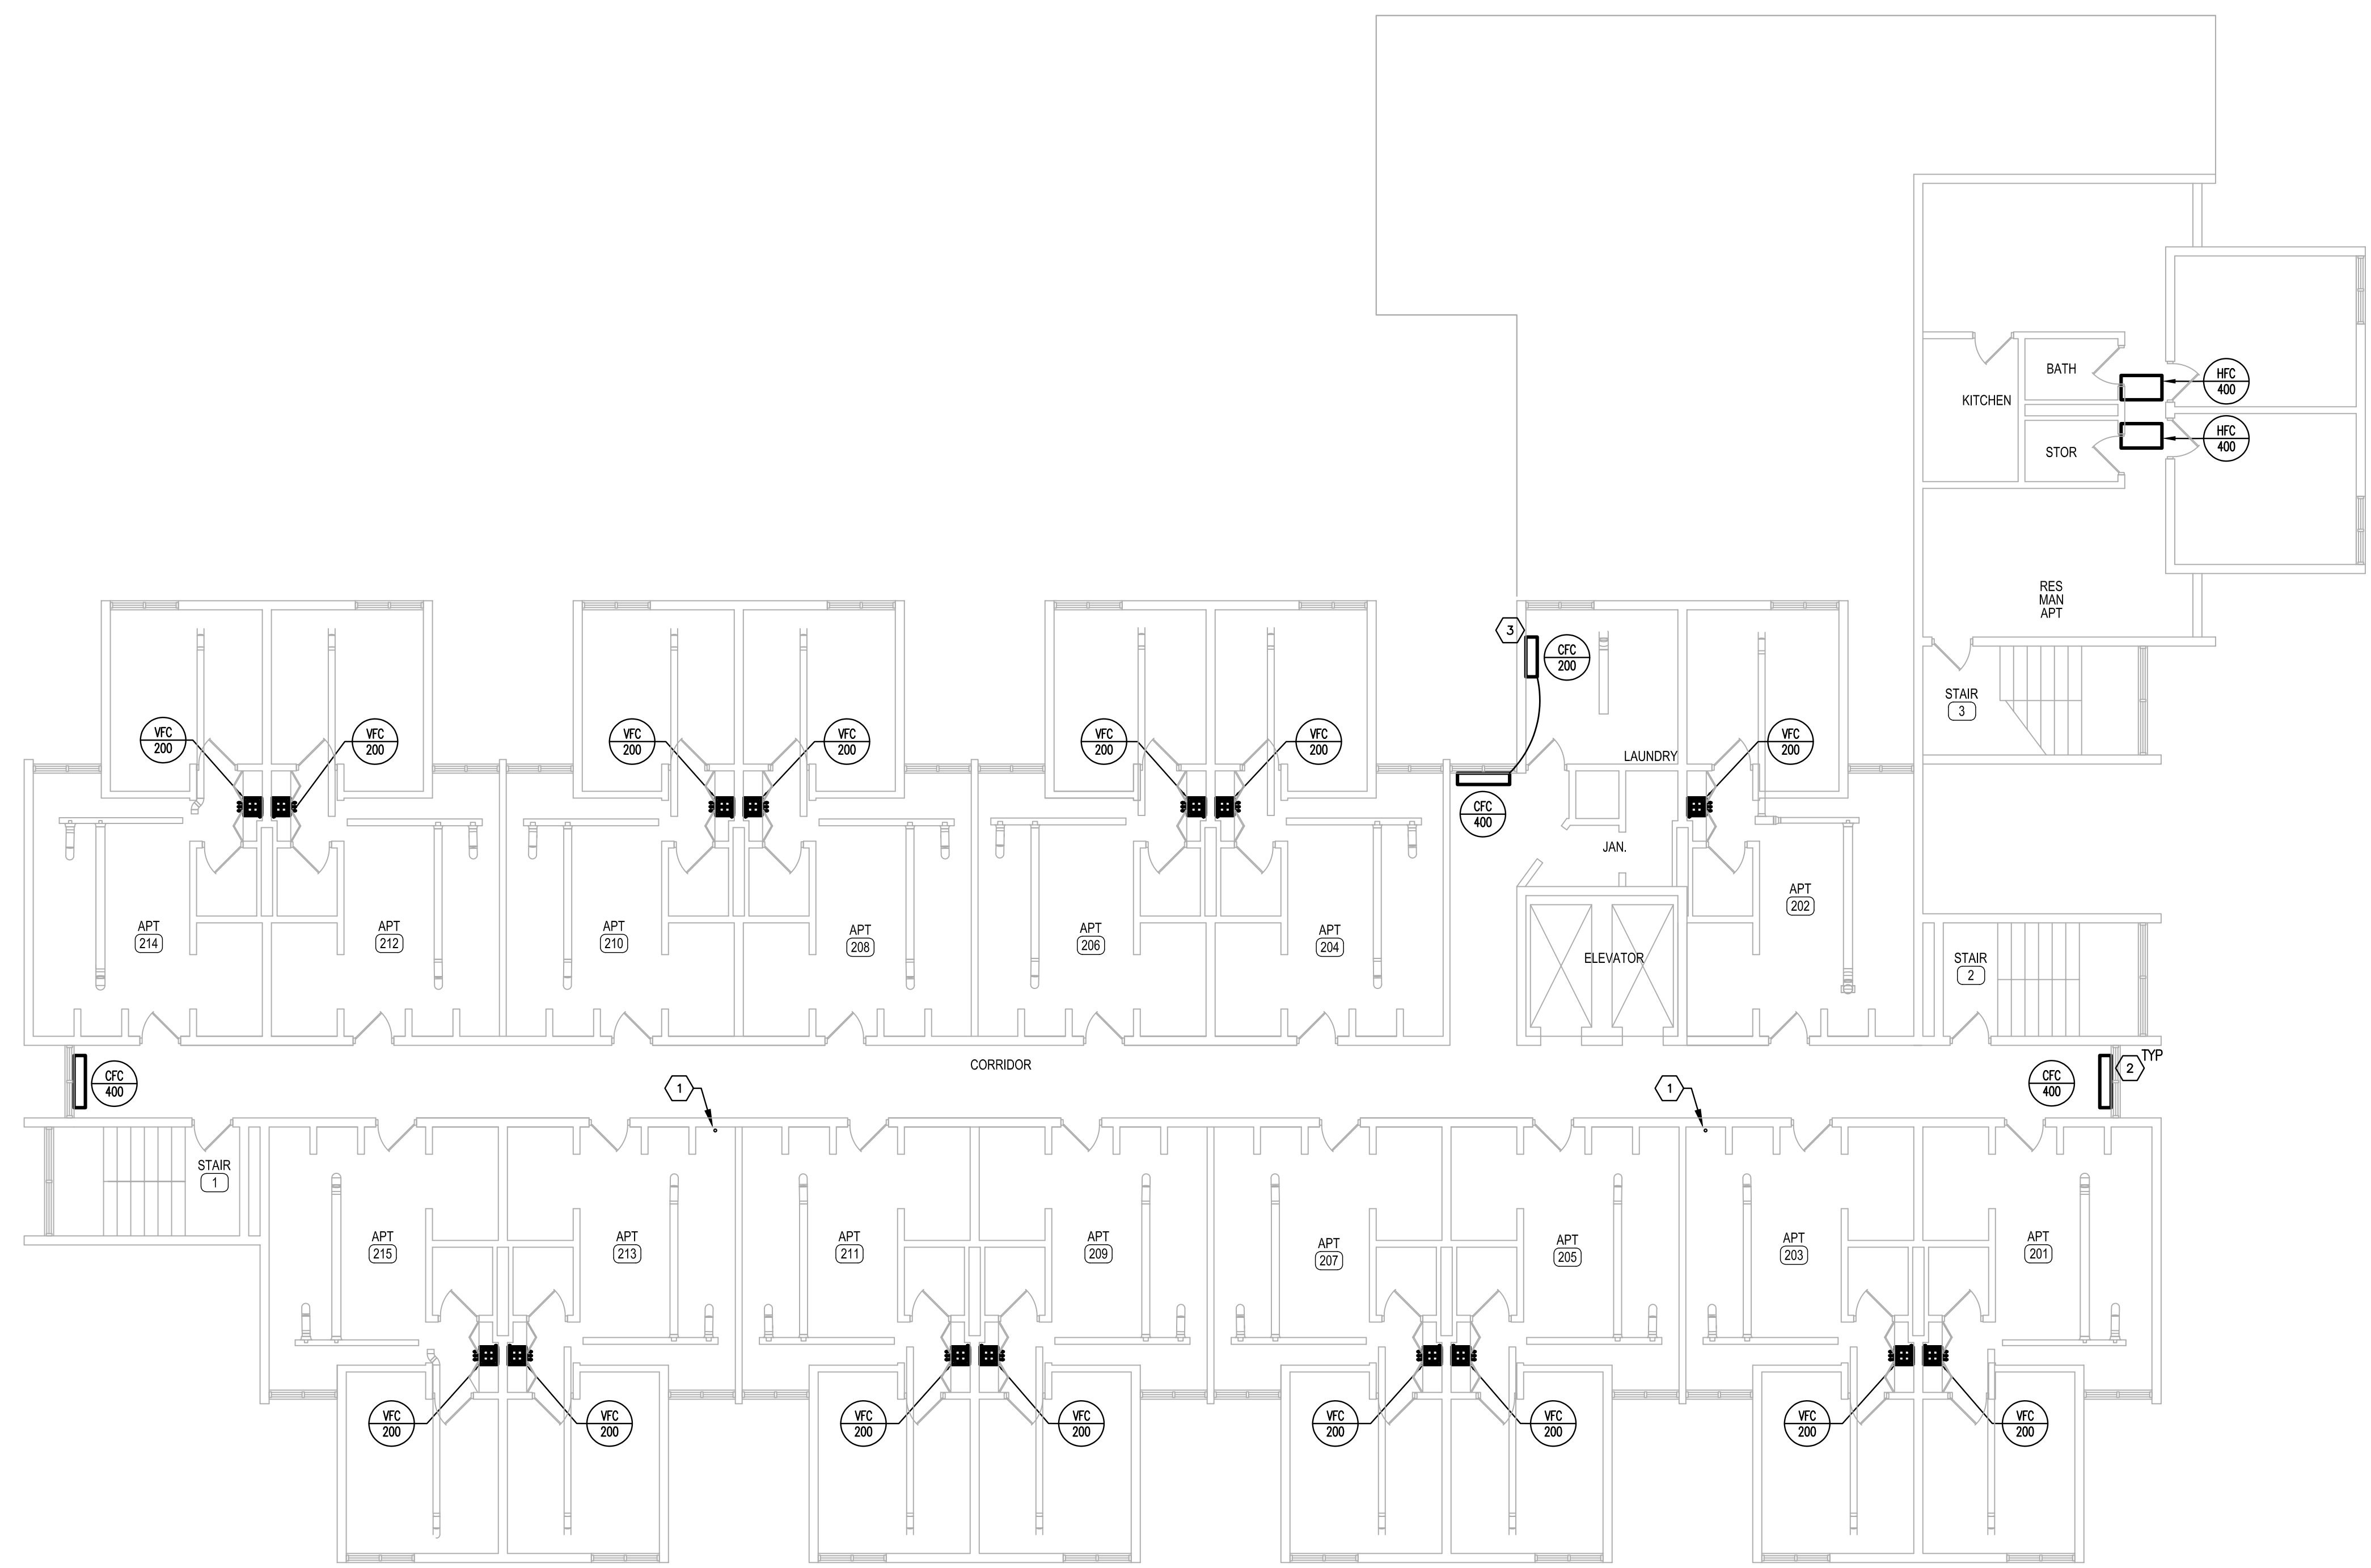 BATH
HFC
400
KITCHEN
HFC
400
STOR
RES
MAN
APT
3
CFC
200
STAIR
3
VFC
200
VFC
200
VFC
200
VFC
200
VFC
200
VFC
200
LAUNDRY
VFC
200
CFC
400
JAN.
APT
202
APT
214
APT
212
APT
210
APT
208
APT
206
APT
204
ELEVATOR
STAIR
2
CORRIDOR
TYP
2
CFC
400
1
1
CFC
400
STAIR
1
APT
215
APT
213
APT
211
APT
209
APT
207
APT
205
APT
203
APT
201
VFC
200
VFC
200
VFC
200
VFC
200
VFC
200
VFC
200
VFC
200
VFC
200